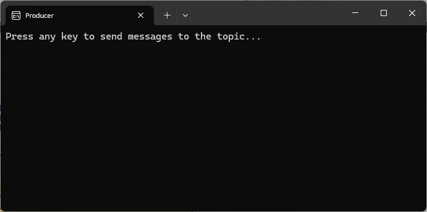 Producer
Press any key to send messages to the topic...